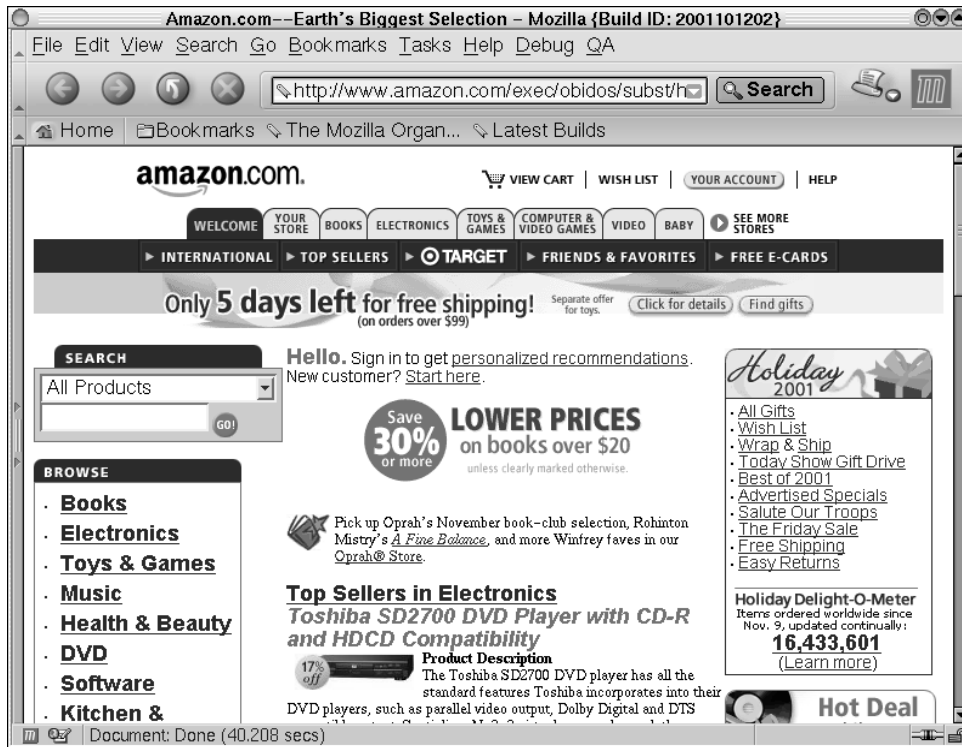 Amazon.com--Earth's Biggest Selection - Mozilla {Build ID: 2001101202}
File Edit View Search Go Bookmarks Tasks Help Debug QA
http://www.amazon.com/exec/obidos/subst/h
Search
Home Bookmarks The Mozilla Organ... Latest Builds
amazon.com.
VIEW CART | WISH LIST | YOUR ACCOUNT | HELP
WELCOME YOUR STORE BOOKS ELECTRONICS TOYS & GAMES COMPUTER & VIDEO GAMES VIDEO BABY SEE MORE STORES
INTERNATIONAL TOP SELLERS TARGET FRIENDS & FAVORITES FREE E-CARDS
Only 5 days left for free shipping!
(on orders over $99)
Separate offer
for toys.
Click for details Find gifts
SEARCH
All Products
GO!
BROWSE
· Books
· Electronics
· Toys & Games
· Music
· Health & Beauty
· DVD
· Software
· Kitchen &
Hello. Sign in to get personalized recommendations.
New customer? Start here.
Save
30%
or more
LOWER PRICES
on books over $20
unless clearly marked otherwise.
Pick up Oprah's November book-club selection, Rohinton
Mistry's A Fine Balance, and more Winfrey faves in our
Oprah® Store.
Top Sellers in Electronics
Toshiba SD2700 DVD Player with CD-R
and HDCD Compatibility
17%
off
Product Description
The Toshiba SD2700 DVD player has all the
standard features Toshiba incorporates into their
DVD players, such as parallel video output, Dolby Digital and DTS
Holiday
2001
· All Gifts
· Wish List
· Wrap & Ship
· Today Show Gift Drive
· Best of 2001
· Advertised Specials
· Salute Our Troops
· The Friday Sale
· Free Shipping
· Easy Returns
Holiday Delight-O-Meter
Items ordered worldwide since
Nov. 9, updated continually:
16,433,601
(Learn more)
Hot Deal
Document: Done (40.208 secs)